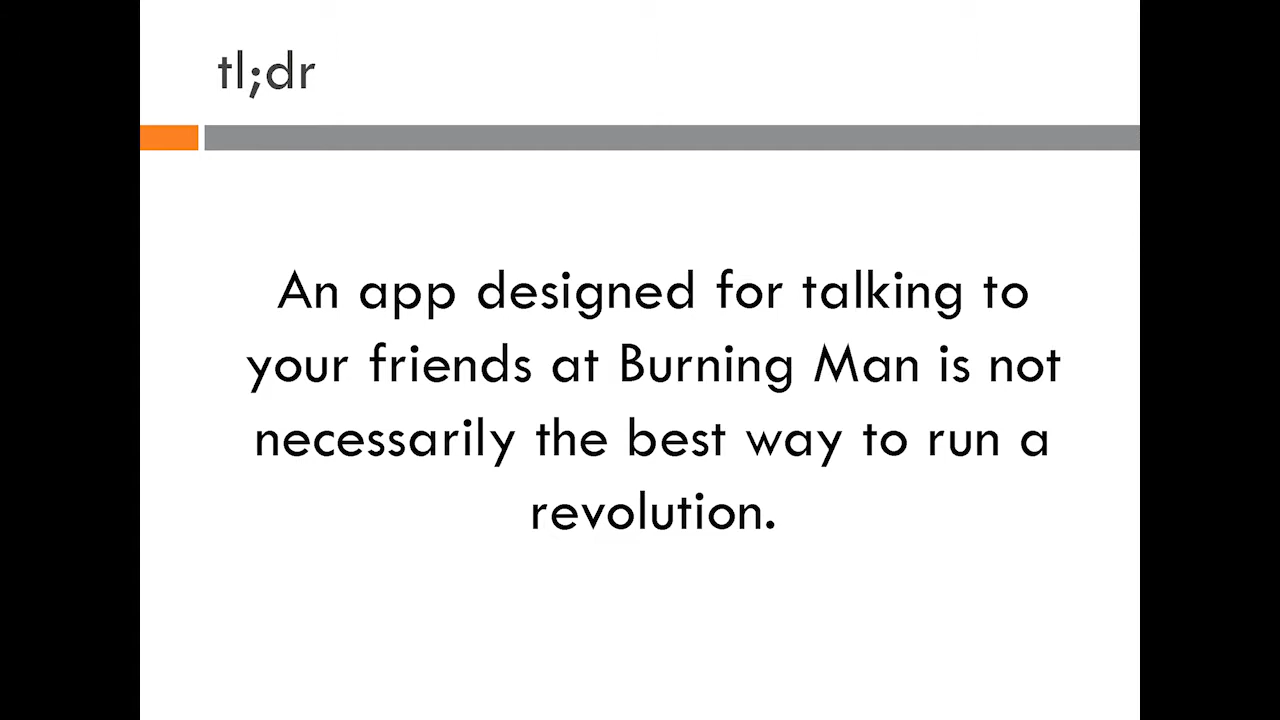 tl;dr
An app designed for talking to
your friends at Burning Man is not
necessarily the best way to run a
revolution.